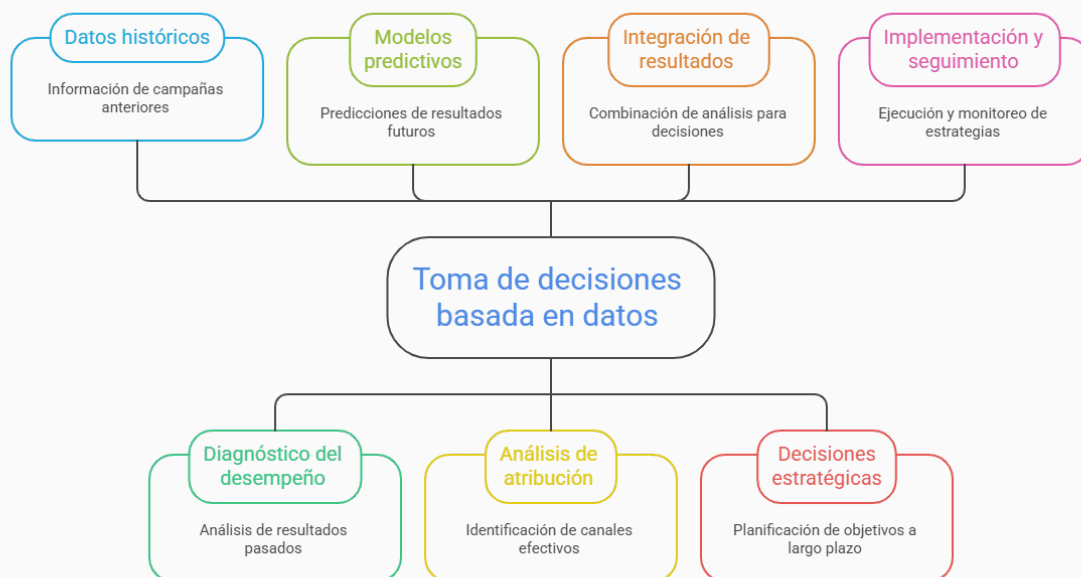 Datos históricos
Información de campañas
anteriores
Modelos
predictivos
Predicciones de resultados
futuros
Integración de
resultados
Combinación de análisis para
decisiones
Implementación y
seguimiento
Ejecución y monitoreo de
estrategias
Toma de decisiones
basada en datos
Diagnóstico del
desempeño
Análisis de resultados
pasados
Análisis de
atribución
Identificación de canales
efectivos
Decisiones
estratégicas
Planificación de objetivos a
largo plazo